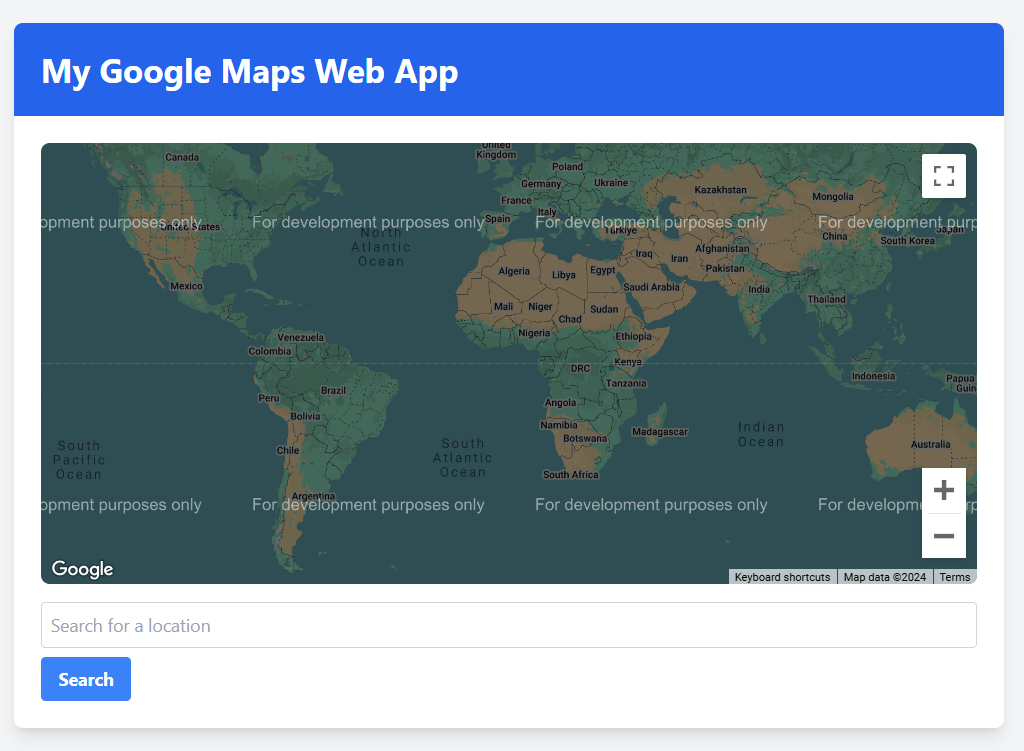 My Google Maps Web App
United
Kingdom
Canada
Poland
Germany
Ukraine
Kazakhstan
Mongolia
France
Italy
Spain
opment purposes only
For development purposes only
For development purposes only
For development purp
United States
Türkiye
Japan
China
South Korea
North
Atlantic
Ocean
Afghanistan
Iraq
Iran
Pakistan
Algeria
Libya
Egypt
Mexico
Saudi Arabia
India
Thailand
Mali
Niger
Sudan
Chad
Nigeria
Ethiopia
Venezuela
Colombia
Kenya
DRC
Indonesia
Papua
Guin
Tanzania
Brazil
Peru
Angola
Bolivia
Namibia
Botswana
Madagascar
Indian
Ocean
Chile
South
Pacific
Ocean
South
Atlantic
Ocean
Australia
South Africa
Argentina
opment purposes only
For development purposes only
For development purposes only
For developme
rp
Google
Keyboard shortcuts
Map data ©2024
Terms
Search for a location
Search